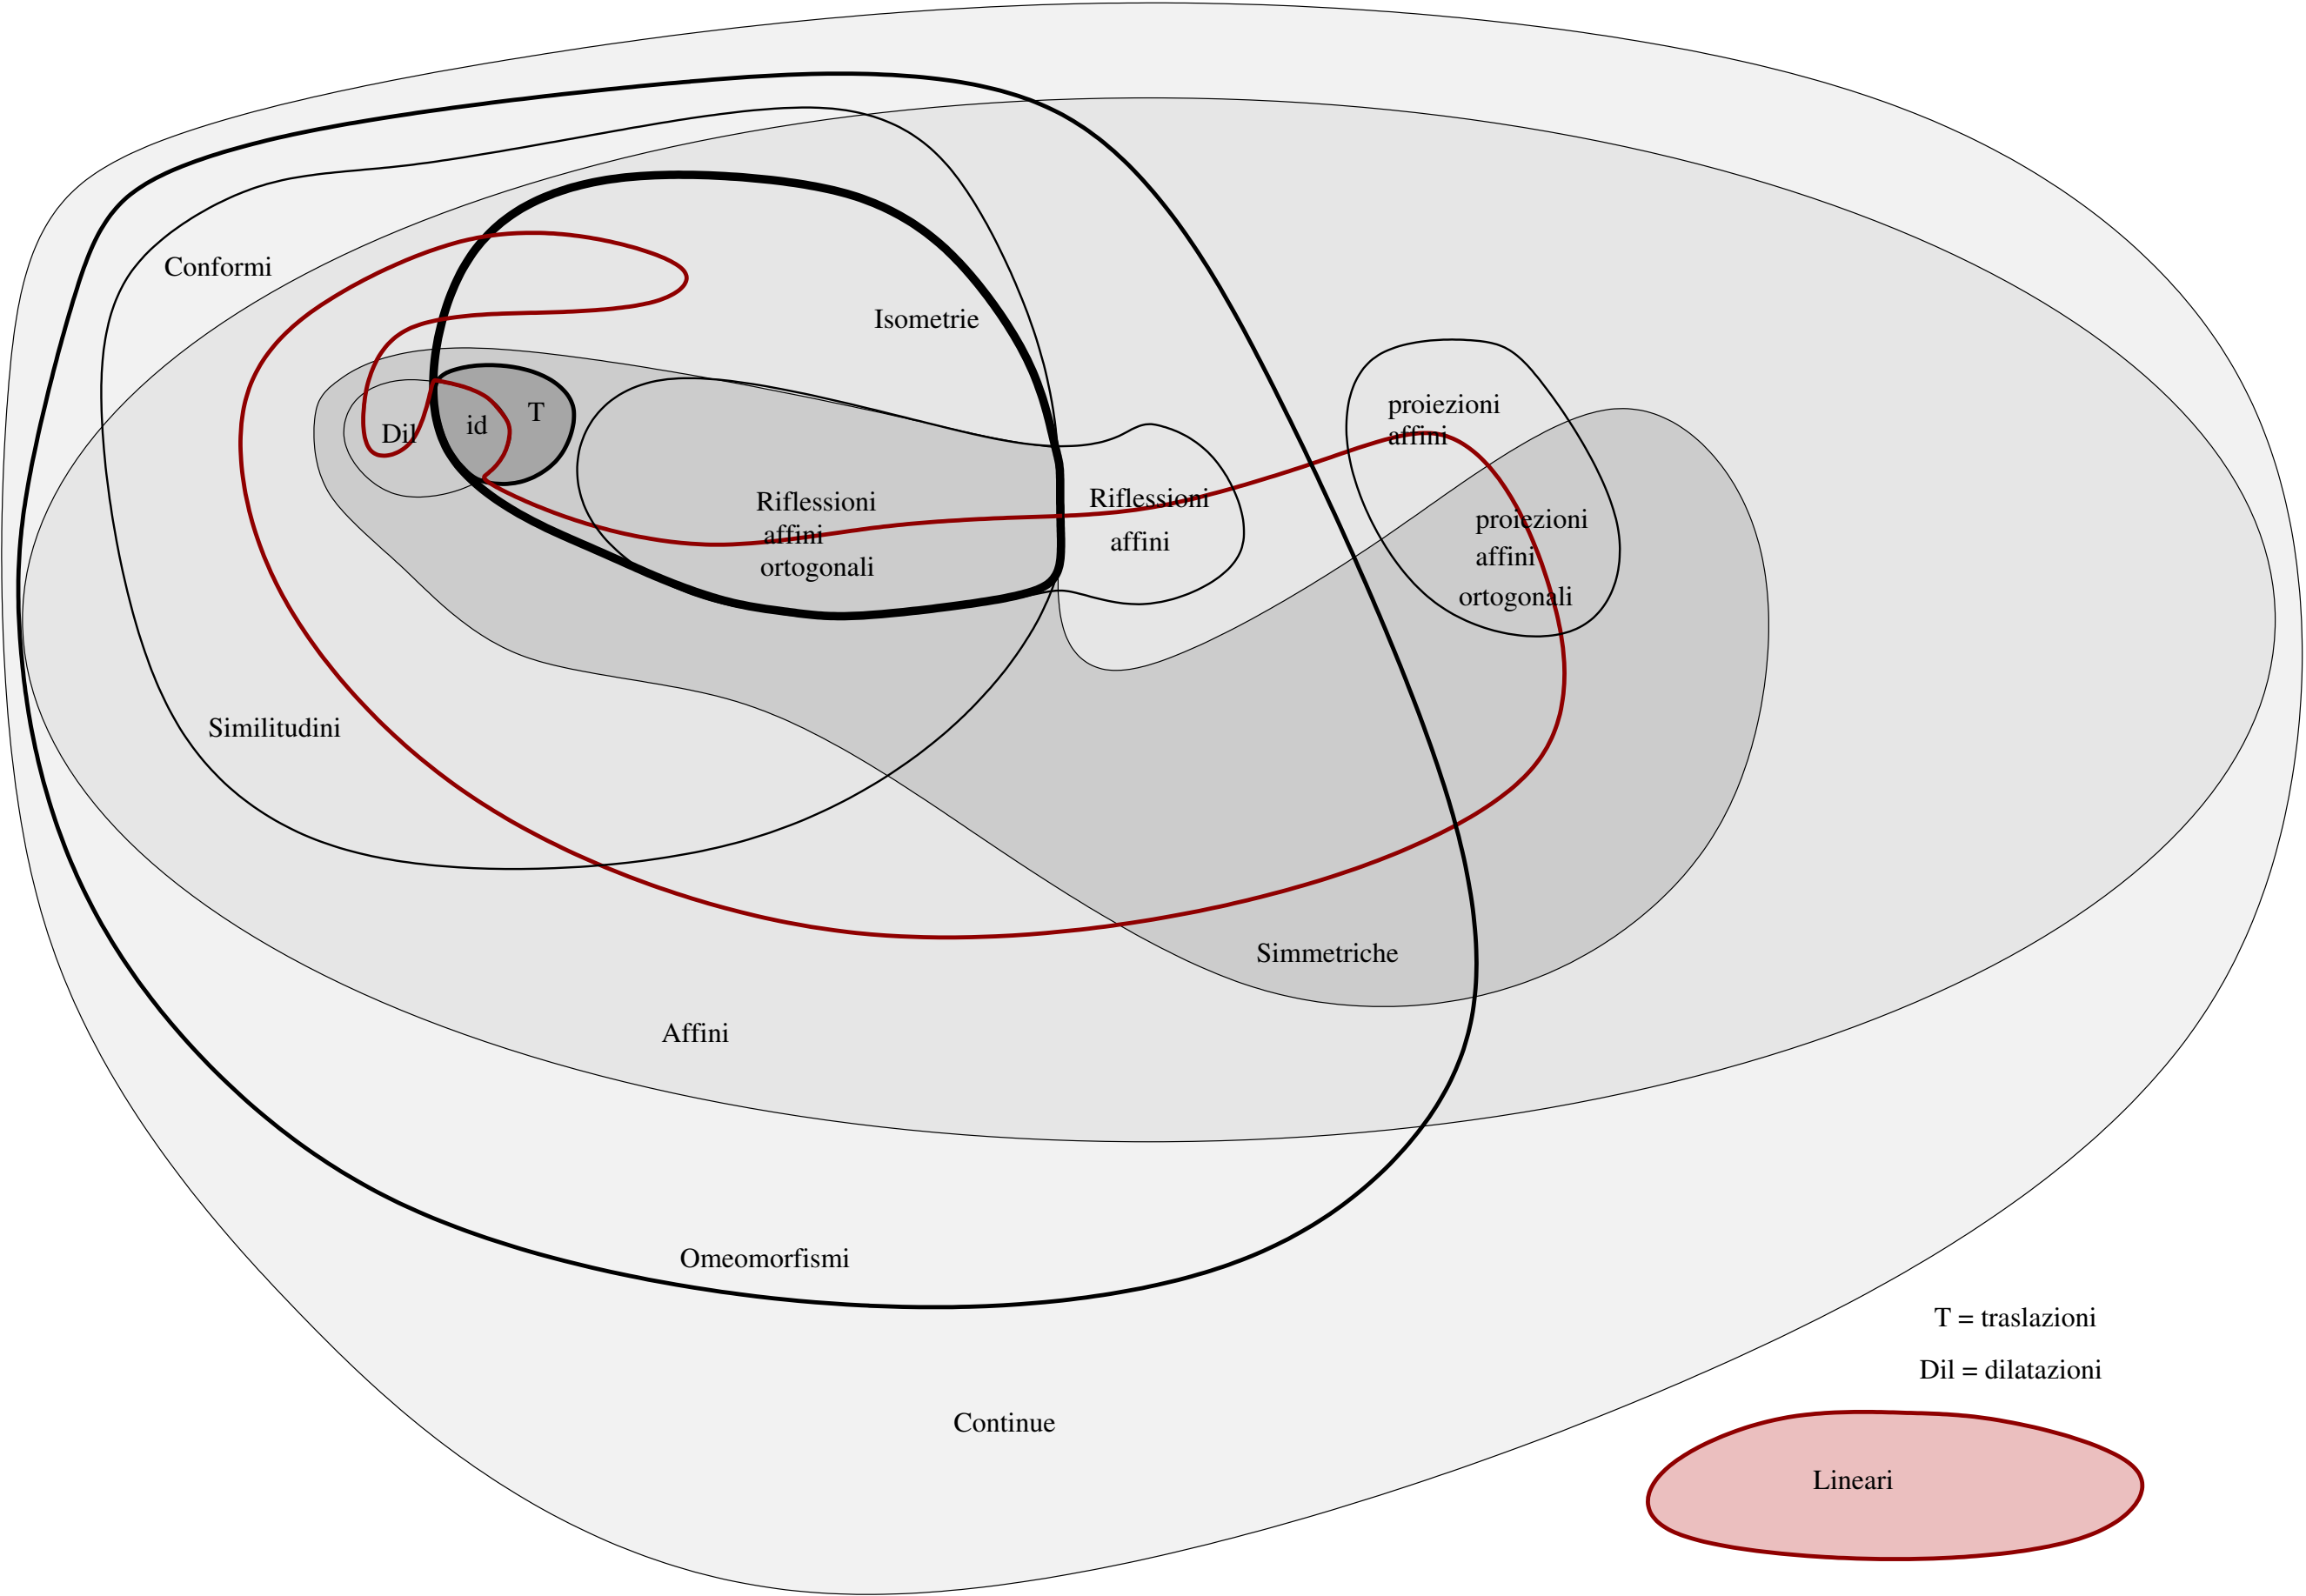 Conformi
Isometrie
proiezioni
affini
T
id
Dil
Riflessioni
affini
ortogonali
Riflessioni
affini
proiezioni
affini
ortogonali
Similitudini
Simmetriche
Affini
Omeomorfismi
T = traslazioni
Dil = dilatazioni
Continue
Lineari